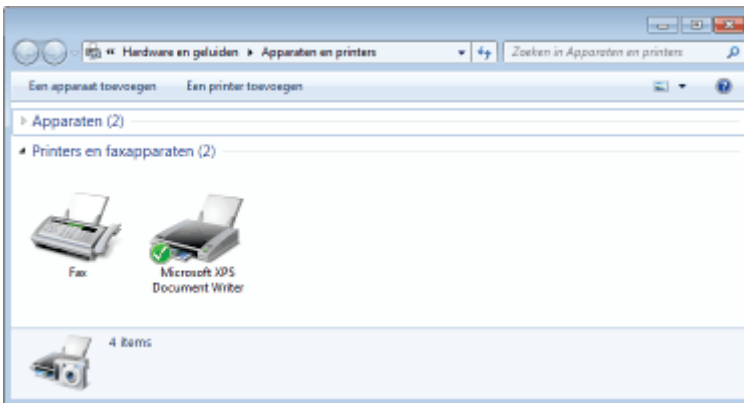 « Hardware en geluiden ▸ Apparaten en printers
Zoeken in Apparaten en printers
Een apparaat toevoegen Een printer toevoegen
Apparaten (2)
Printers en faxapparaten (2)
Fax
Microsoft XPS
Document Writer
4 items